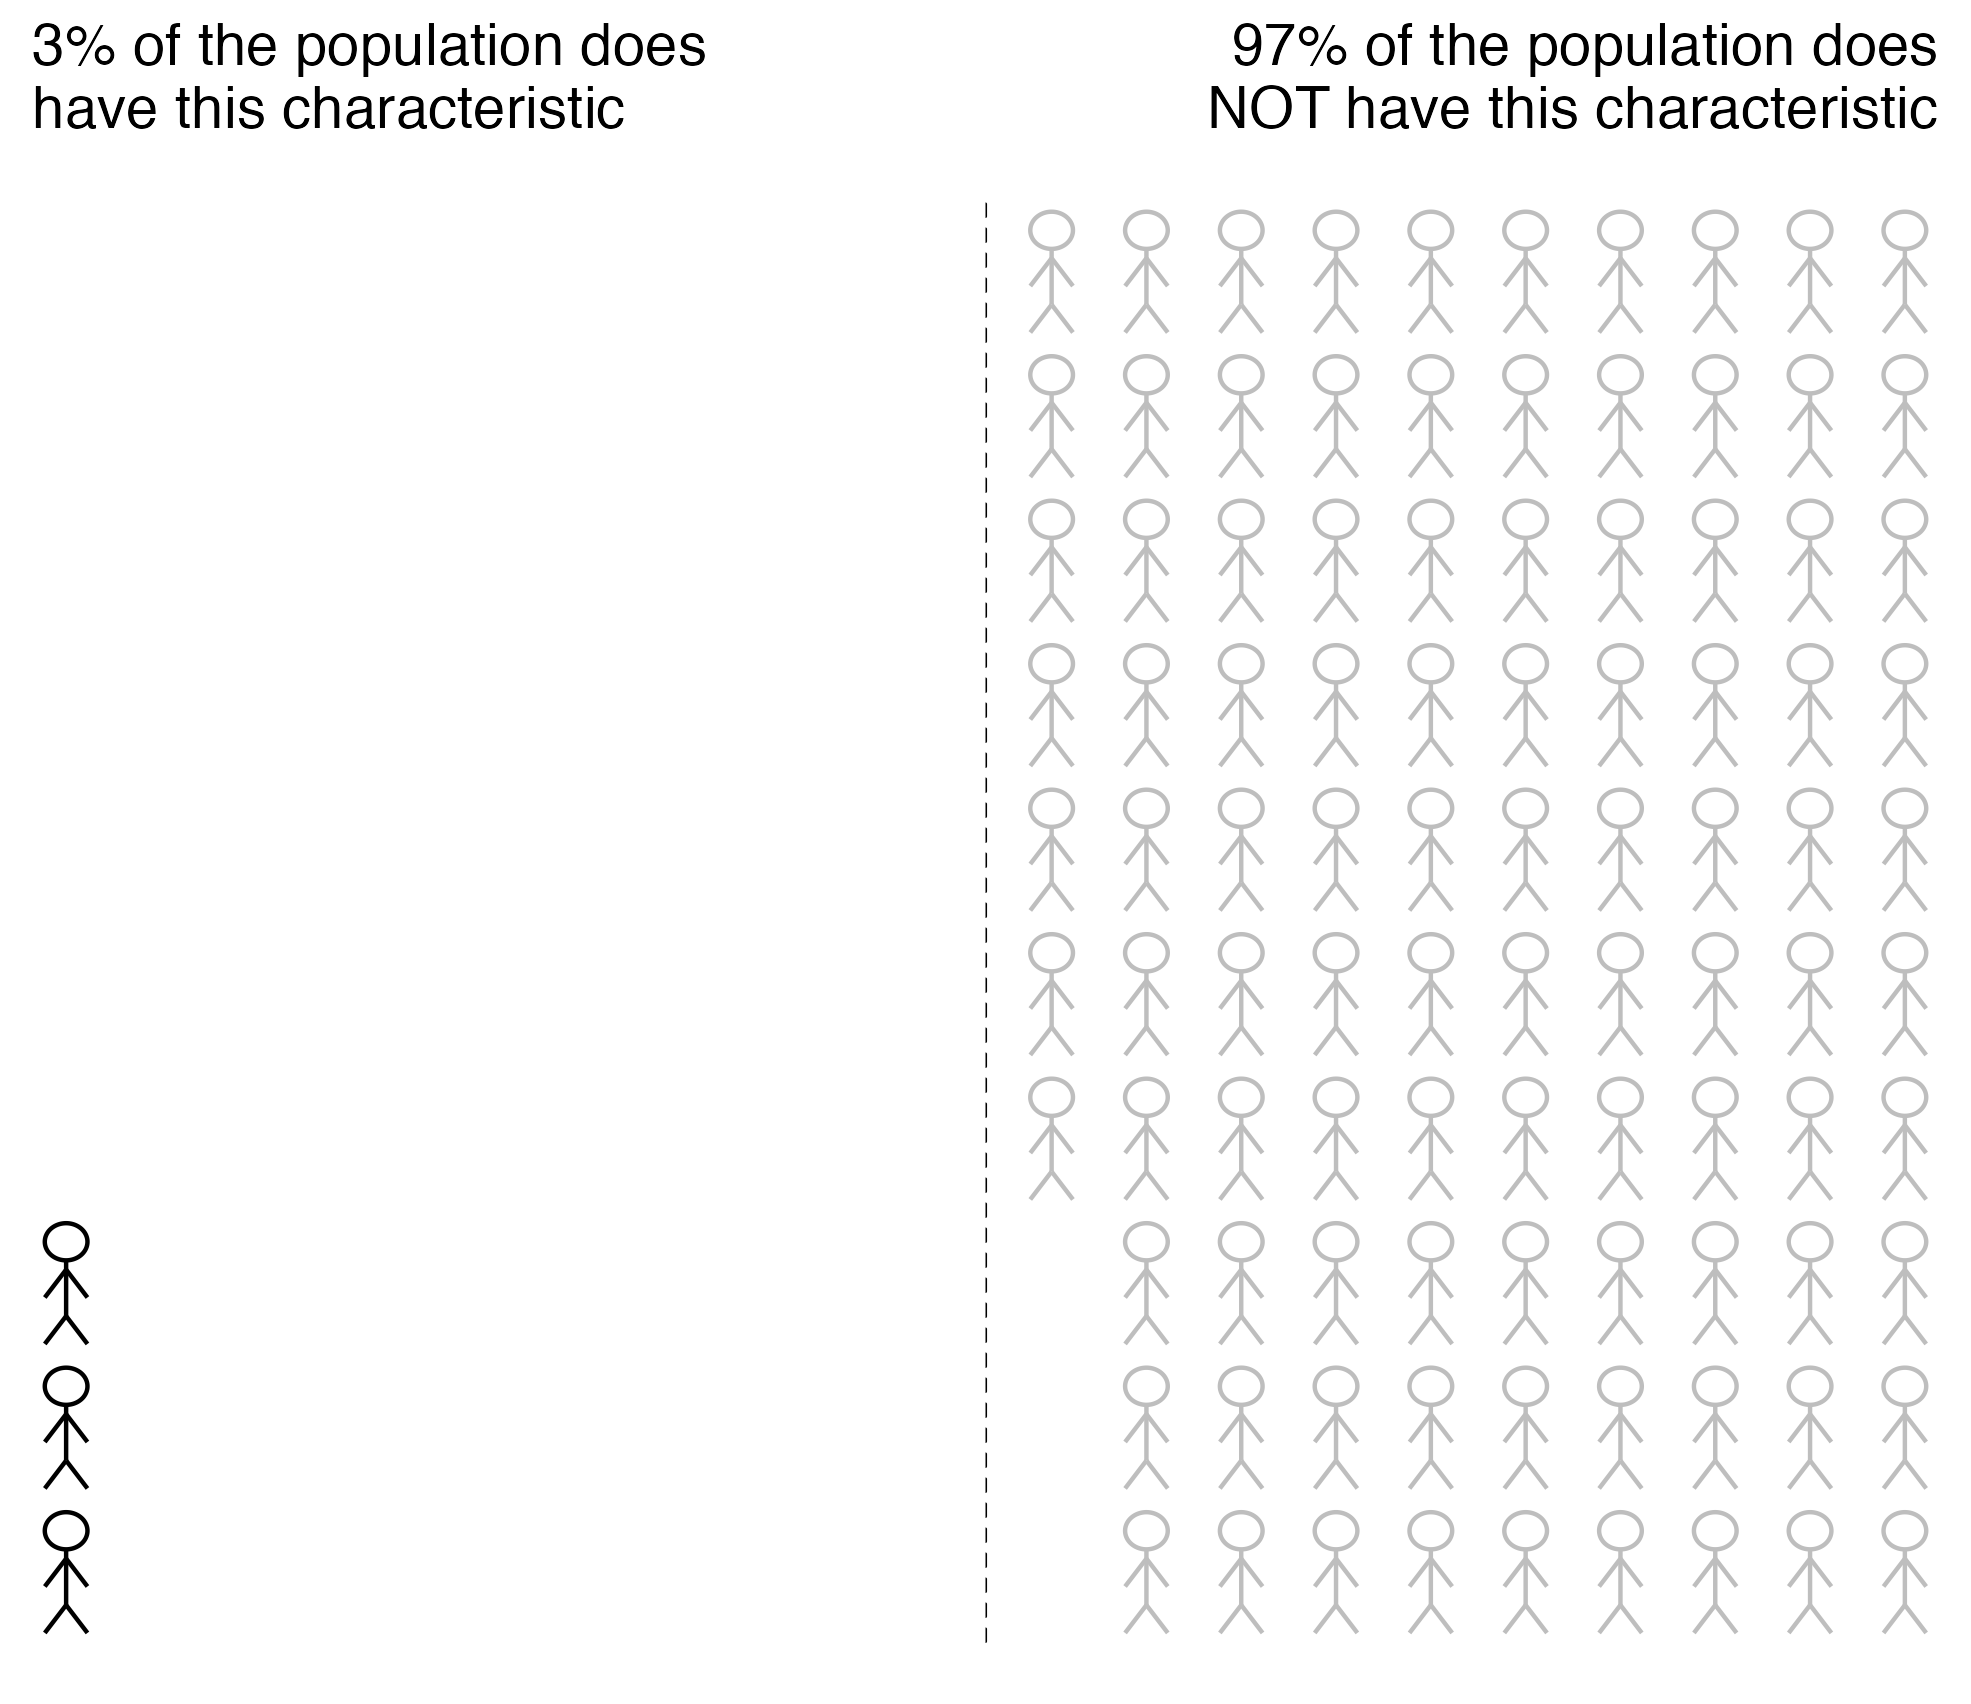 3% of the population does
have this characteristic
97% of the population does
NOT have this characteristic